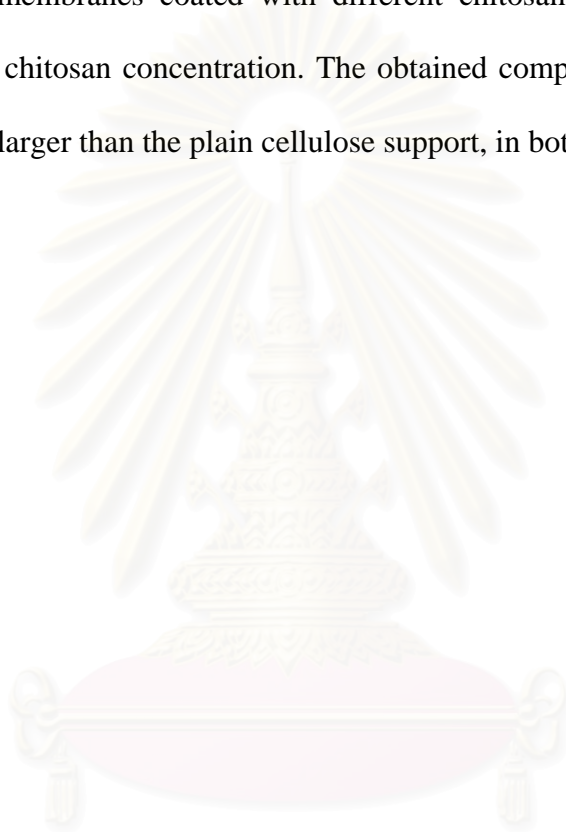 membranes coated with different chitosan
chitosan concentration. The obtained comp
larger than the plain cellulose support, in bot